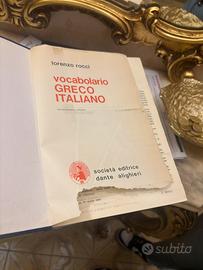 lorenzo rocci
vocabolario
GRECO
ITALIANO
società editrice
dante alighieri
subito